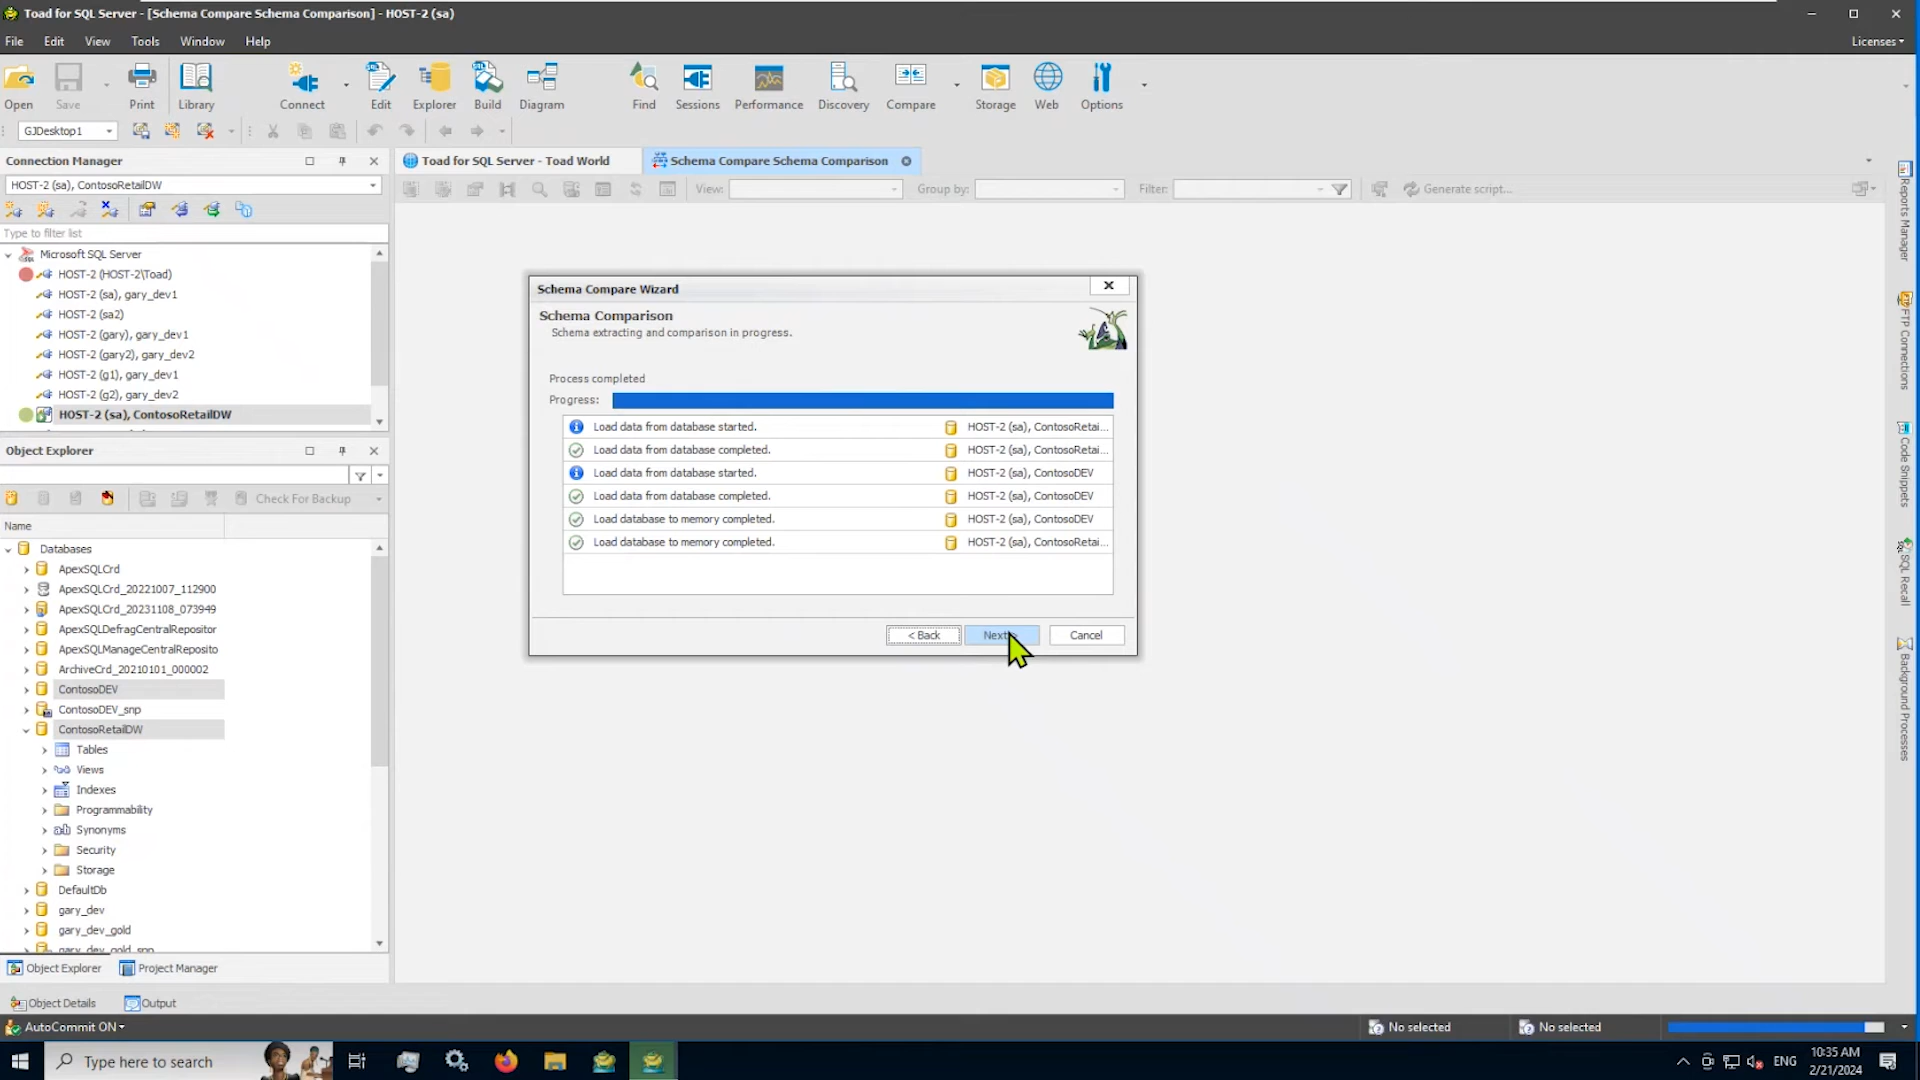 Toad for SQL Server - [Schema Compare Schema Comparison] - HOST-2 (sa)
File Edit View Tools Window Help Licenses
Open Save Print Library Connect Edit Explorer Build Diagram Find Sessions Performance Discovery Compare Storage Web Options
GJDesktop1
Connection Manager
HOST-2 (sa), ContosoRetailDW
Type to filter list
Microsoft SQL Server
HOST-2 (HOST-2\Toad)
HOST-2 (sa), gary_dev1
HOST-2 (sa2)
HOST-2 (gary), gary_dev1
HOST-2 (gary2), gary_dev2
HOST-2 (g1), gary_dev1
HOST-2 (g2), gary_dev2
HOST-2 (sa), ContosoRetailDW
Object Explorer
Check For Backup
Name
Databases
ApexSQLCrd
ApexSQLCrd_20221007_112900
ApexSQLCrd_20231108_073949
ApexSQLDefragCentralRepositor
ApexSQLManageCentralReposito
ArchiveCrd_20210101_000002
ContosoDEV
ContosoDEV_snp
ContosoRetailDW
Tables
Views
Indexes
Programmability
Synonyms
Security
Storage
DefaultDb
gary_dev
gary_dev_gold
gary_dev_gold_snp
Object Explorer Project Manager
Toad for SQL Server - Toad World
Schema Compare Schema Comparison
View: Group by: Filter: Generate script...
Schema Compare Wizard
Schema Comparison
Schema extracting and comparison in progress.
Process completed
Progress:
Load data from database started. HOST-2 (sa), ContosoRetai...
Load data from database completed. HOST-2 (sa), ContosoRetai...
Load data from database started. HOST-2 (sa), ContosoDEV
Load data from database completed. HOST-2 (sa), ContosoDEV
Load database to memory completed. HOST-2 (sa), ContosoDEV
Load database to memory completed. HOST-2 (sa), ContosoRetai...
< Back Next > Cancel
Reports Manager
FTP Connections
Code Snippets
SQL Recall
Background Processes
Object Details Output
AutoCommit ON No selected No selected
Type here to search
ENG
10:35 AM
2/21/2024